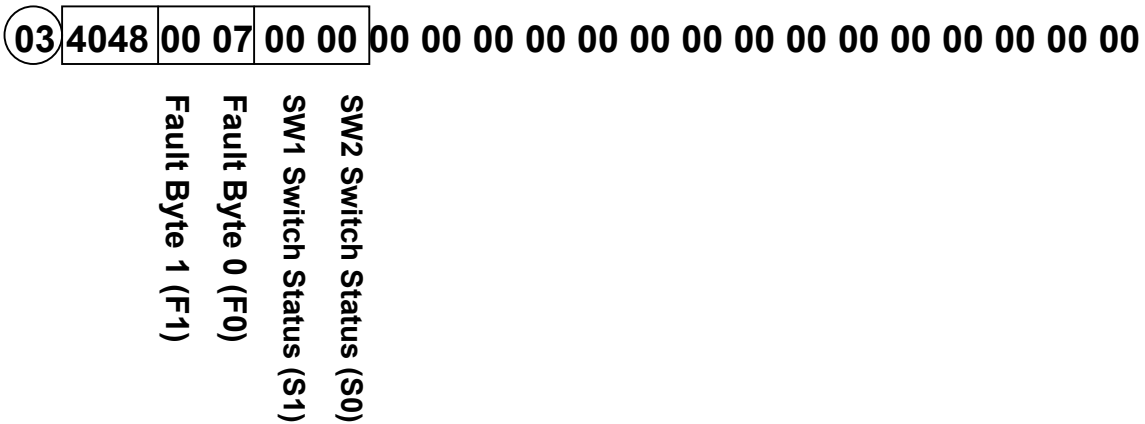 03 4048 00 07 00 00 00 00 00 00 00 00 00 00 00 00 00 00 00 00 00
Fault Byte 1 (F1)
Fault Byte 0 (F0)
SW1 Switch Status (S1)
SW2 Switch Status (S0)